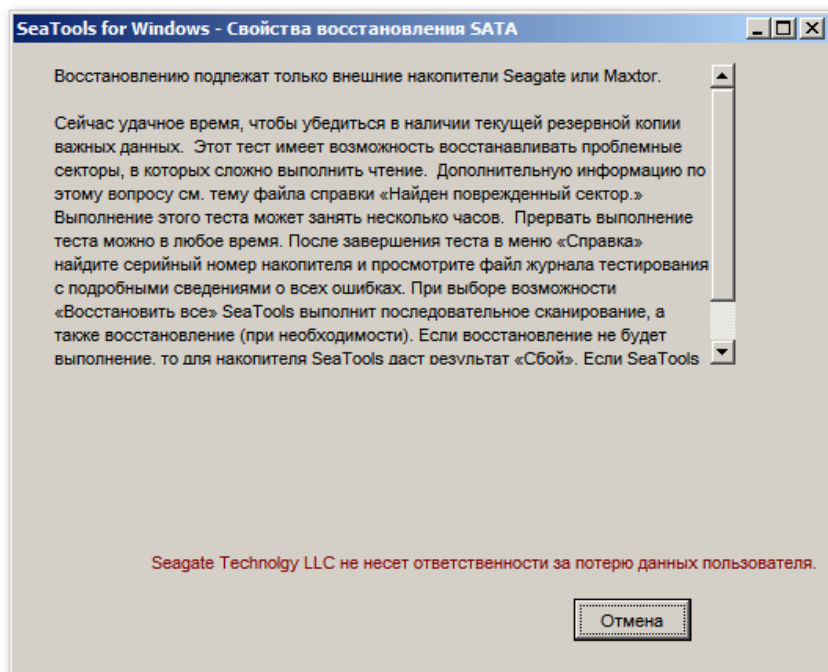 SeaTools for Windows - Свойства восстановления SATA
Восстановлению подлежат только внешние накопители Seagate или Maxtor.
Сейчас удачное время, чтобы убедиться в наличии текущей резервной копии
важных данных.  Этот тест имеет возможность восстанавливать проблемные
секторы, в которых сложно выполнить чтение.  Дополнительную информацию по
этому вопросу см. тему файла справки «Найден поврежденный сектор.»
Выполнение этого теста может занять несколько часов.  Прервать выполнение
теста можно в любое время. После завершения теста в меню «Справка»
найдите серийный номер накопителя и просмотрите файл журнала тестирования
с подробными сведениями о всех ошибках. При выборе возможности
«Восстановить все» SeaTools выполнит последовательное сканирование, а
также восстановление (при необходимости). Если восстановление не будет
выполнение, то для накопителя SeaTools даст результат «Сбой». Если SeaTools
Seagate Technolgy LLC не несет ответственности за потерю данных пользователя.
Отмена